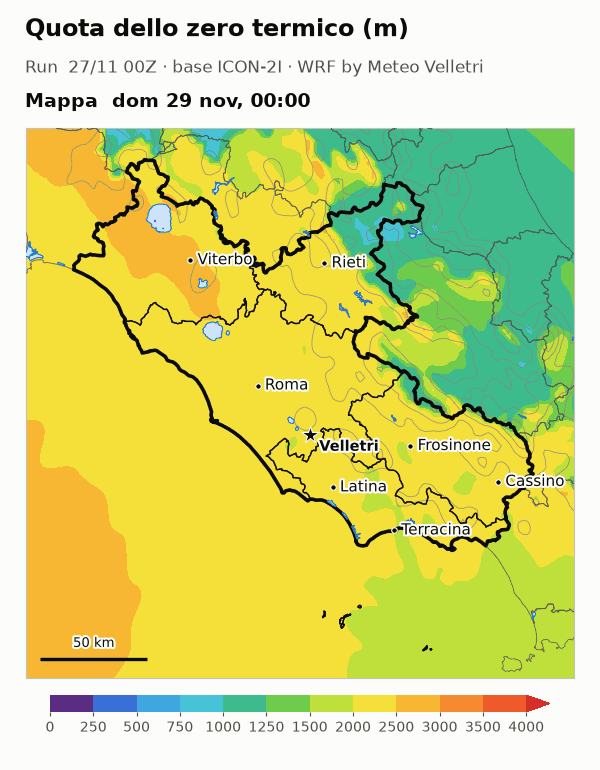 Quota dello zero termico (m)
Run  27/11 00Z · base ICON-2I · WRF by Meteo Velletri
Mappa  dom 29 nov, 00:00
Viterbo
Rieti
Roma
Velletri
Frosinone
Cassino
Latina
Terracina
50 km
0 250 500 750 1000 1250 1500 2000 2500 3000 3500 4000